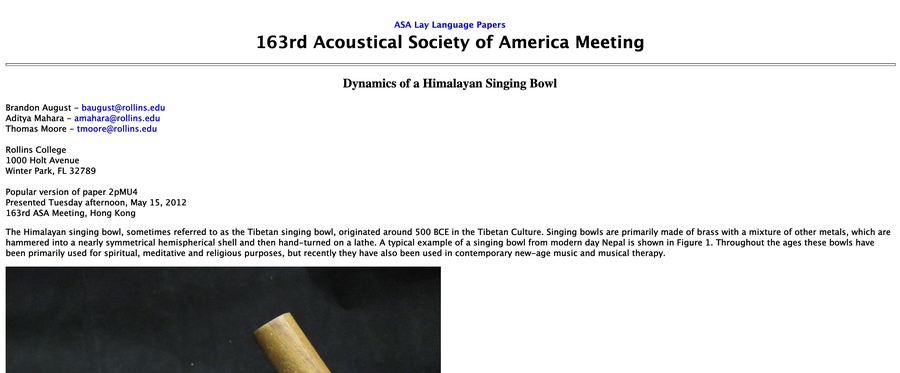 ASA Lay Language Papers
163rd Acoustical Society of America Meeting
Dynamics of a Himalayan Singing Bowl
Brandon August - baugust@rollins.edu
Aditya Mahara - amahara@rollins.edu
Thomas Moore - tmoore@rollins.edu
Rollins College
1000 Holt Avenue
Winter Park, FL 32789
Popular version of paper 2pMU4
Presented Tuesday afternoon, May 15, 2012
163rd ASA Meeting, Hong Kong
The Himalayan singing bowl, sometimes referred to as the Tibetan singing bowl, originated around 500 BCE in the Tibetan Culture. Singing bowls are primarily made of brass with a mixture of other metals, which are
hammered into a nearly symmetrical hemispherical shell and then hand-turned on a lathe. A typical example of a singing bowl from modern day Nepal is shown in Figure 1. Throughout the ages these bowls have
been primarily used for spiritual, meditative and religious purposes, but recently they have also been used in contemporary new-age music and musical therapy.